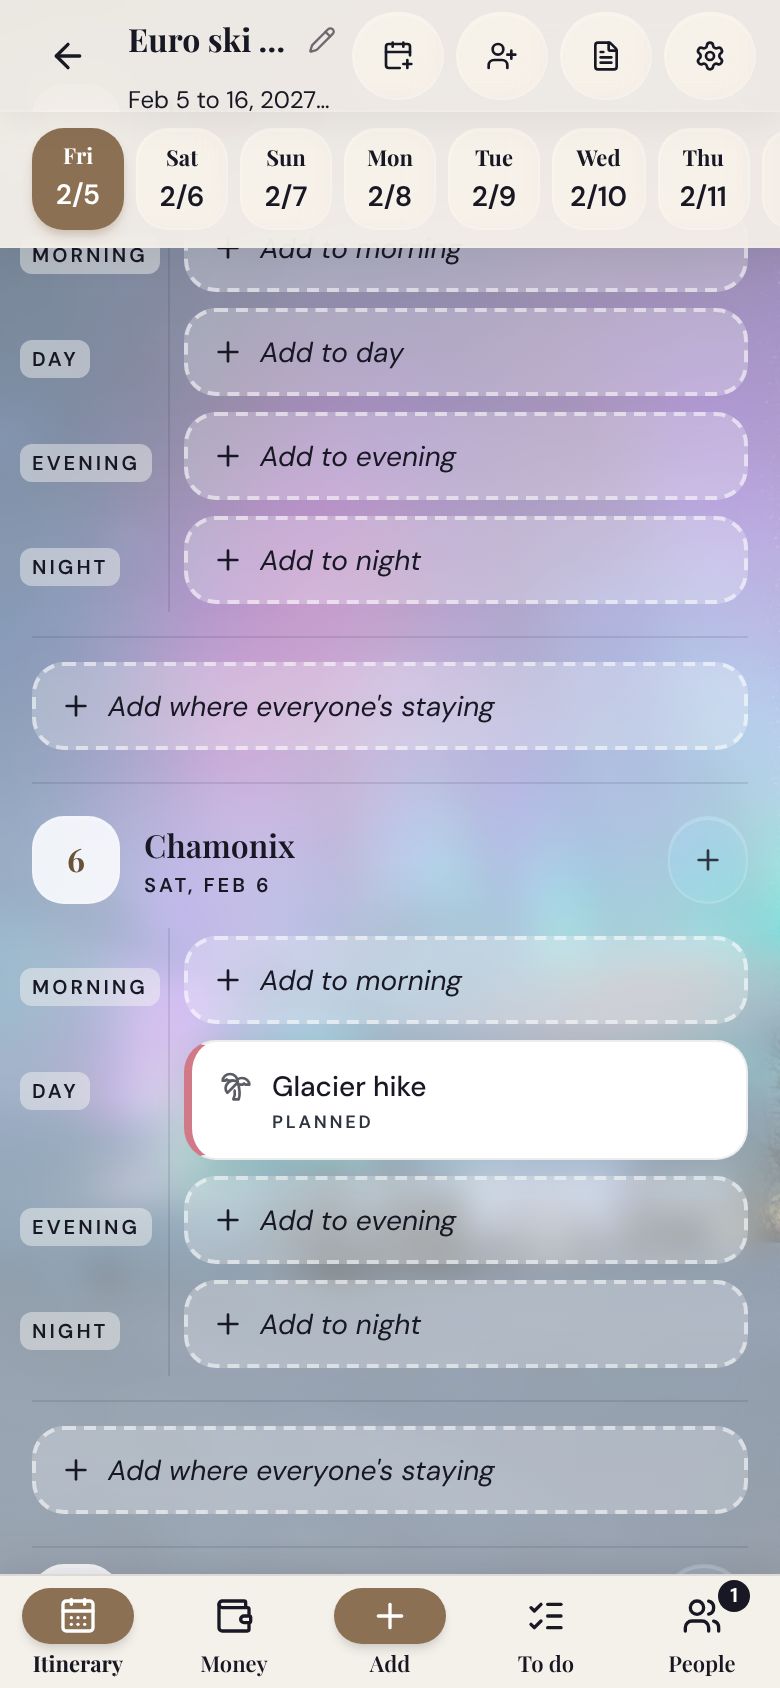 Euro ski ...
Feb 5 to 16, 2027...
Fri
2/5
Sat
2/6
Sun
2/7
Mon
2/8
Tue
2/9
Wed
2/10
Thu
2/11
MORNING
Add to morning
DAY
Add to day
EVENING
Add to evening
NIGHT
Add to night
Add where everyone's staying
6
Chamonix
SAT, FEB 6
MORNING
Add to morning
DAY
Glacier hike
PLANNED
EVENING
Add to evening
NIGHT
Add to night
Add where everyone's staying
1
Itinerary
Money
Add
To do
People